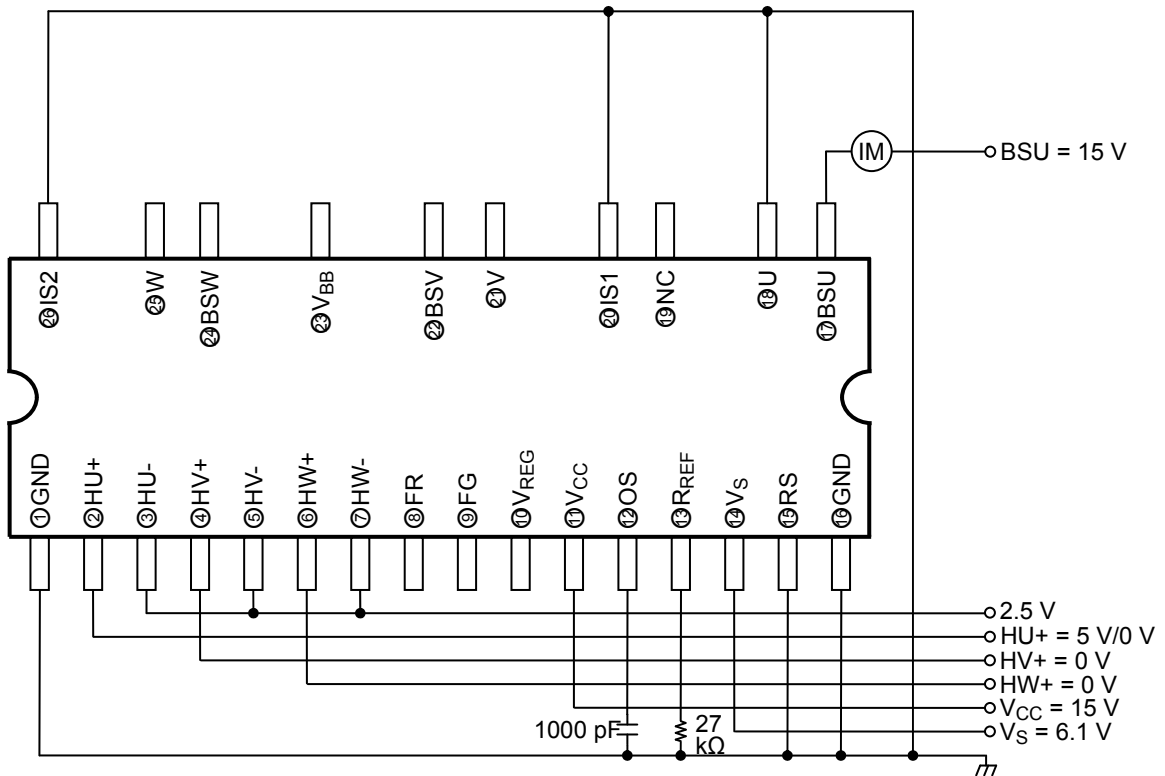 IM
BSU = 15 V
㉖IS2
㉕W
㉔BSW
㉓VBB
㉒BSV
㉑V
⑳IS1
⑲NC
⑱U
⑰BSU
①GND
②HU+
③HU-
④HV+
⑤HV-
⑥HW+
⑦HW-
⑧FR
⑨FG
⑩VREG
⑪VCC
⑫OS
⑬RREF
⑭VS
⑮RS
⑯GND
2.5 V
HU+ = 5 V/0 V
HV+ = 0 V
HW+ = 0 V
VCC = 15 V
VS = 6.1 V
1000 pF
27
kΩ